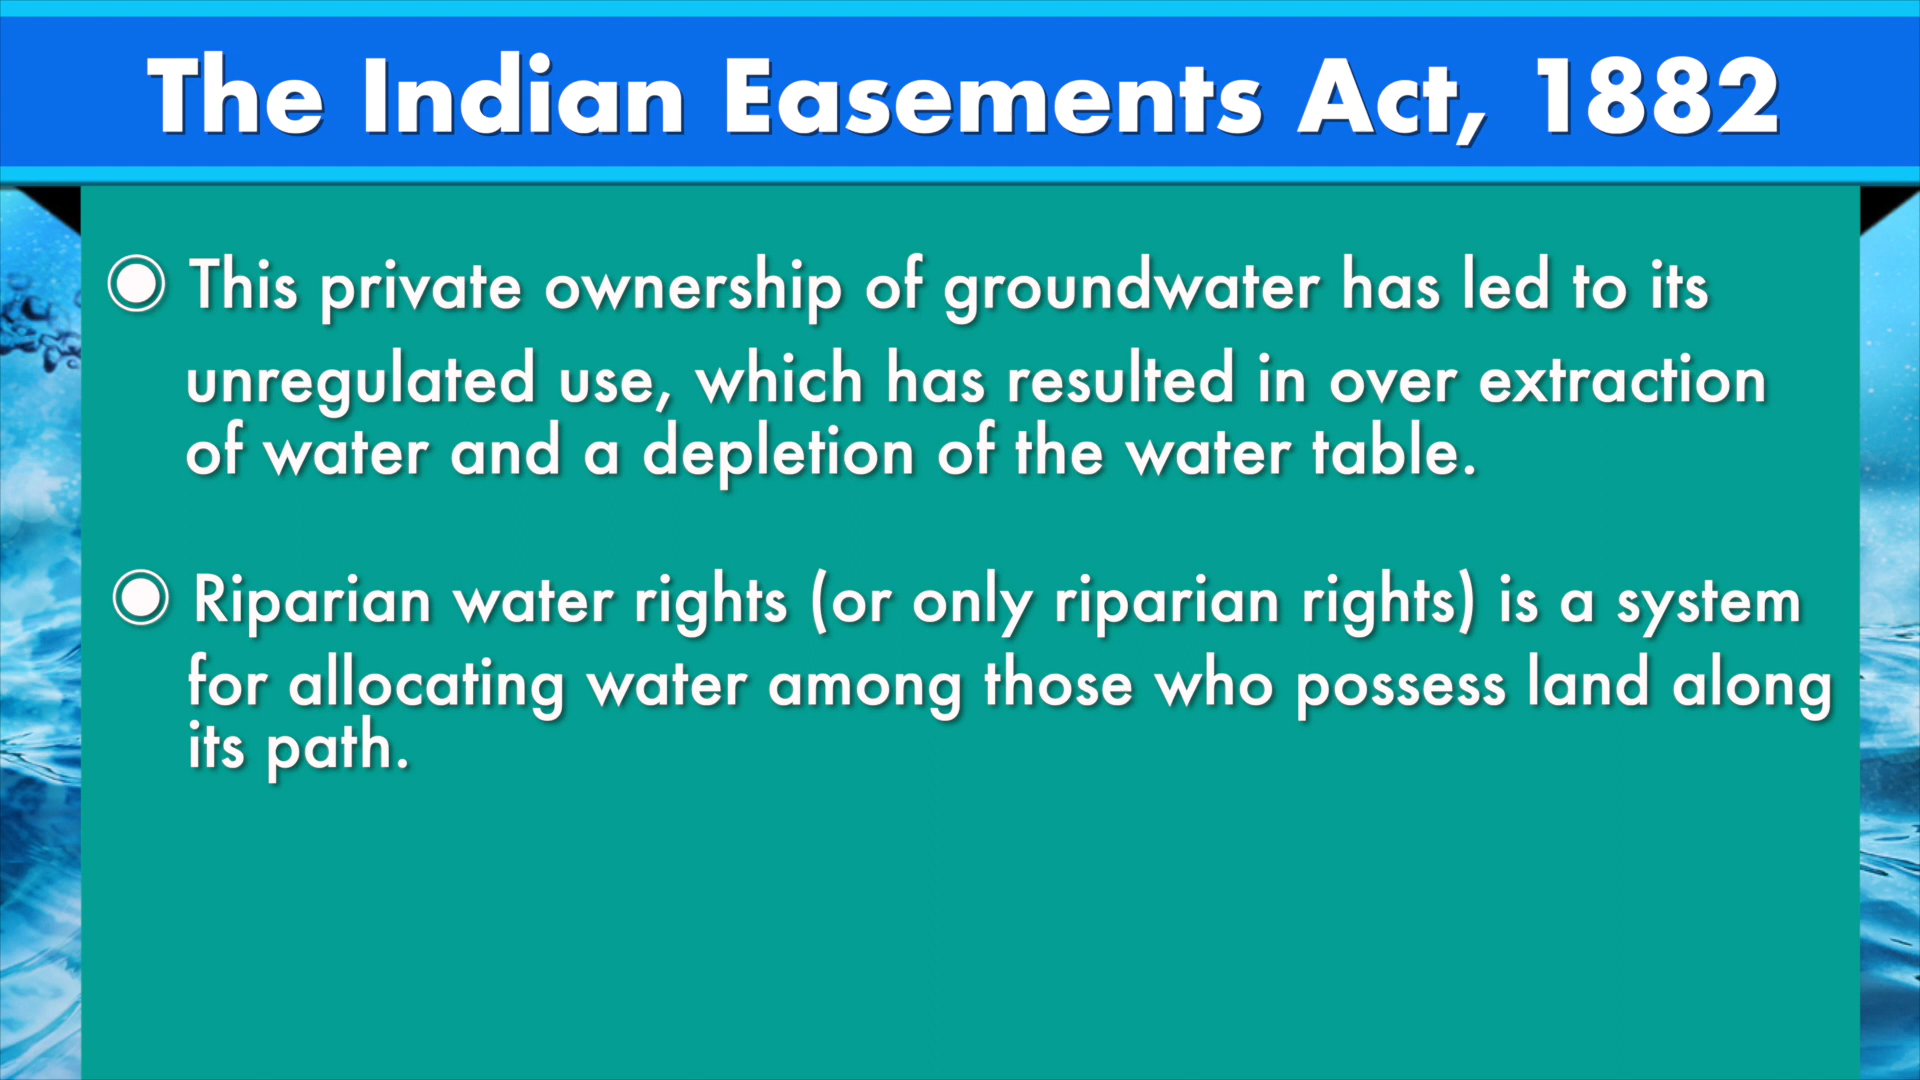 The Indian Easements Act, 1882
This private ownership of groundwater has led to its
unregulated use, which has resulted in over extraction
of water and a depletion of the water table.
Riparian water rights (or only riparian rights) is a system
for allocating water among those who possess land along
its path.